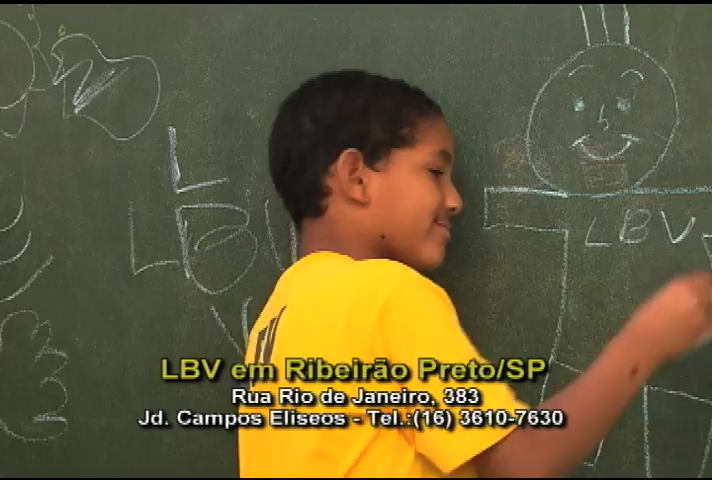 L
LBV
LBV
LBV em Ribeirão Preto/SP
Rua Rio de Janeiro, 383
Jd. Campos Eliseos - Tel.:(16) 3610-7630